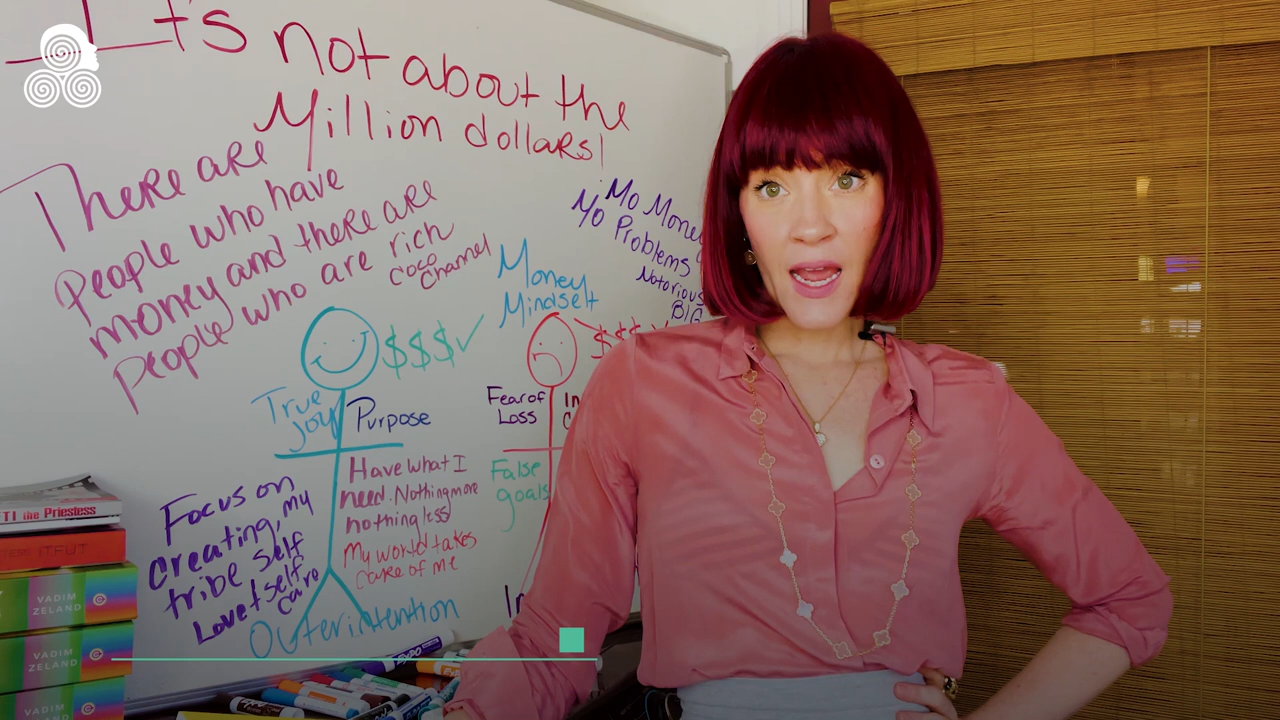 It's not about the
Million dollars!
There are
People who have
money and there are
people who are rich
Coco
Channel
Mo Money
Mo Problems
Notorious
BIG
Money
Mindset
$$$✓
$$$
True
joy
Purpose
Fear of
Loss
Have what I
need. Nothing more
nothing less
My world takes
care of me
False
goals
Focus on
creating, my
tribe self
Love + self
care
Outer intention
TI the Priestess
ITFUT
VADIM
ZELAND
VADIM
ZELAND
VADIM
EXPO